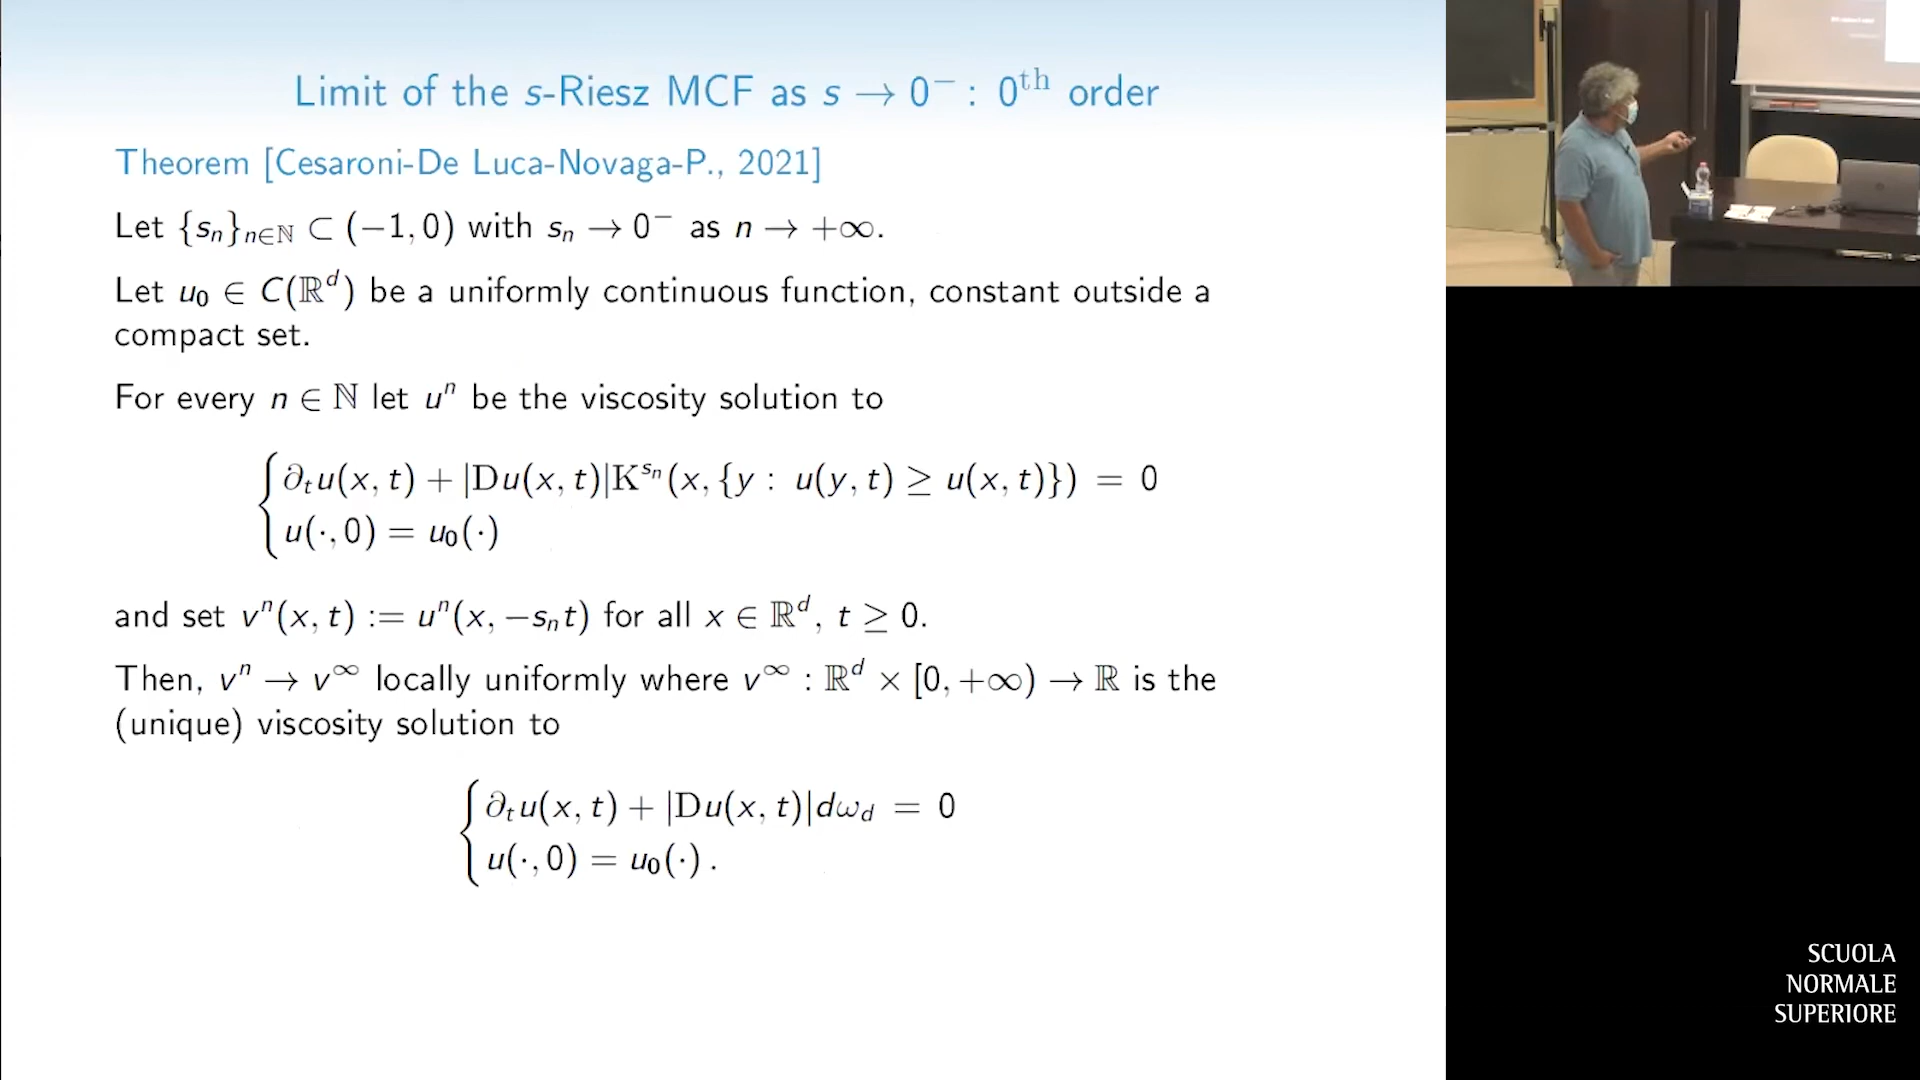 Limit of the s-Riesz MCF as s → 0⁻ : 0ᵗʰ order
Theorem [Cesaroni-De Luca-Novaga-P., 2021]
Let {sₙ}ₙ∈ℕ ⊂ (−1, 0) with sₙ → 0⁻ as n → +∞.
Let u₀ ∈ C(ℝᵈ) be a uniformly continuous function, constant outside a
compact set.
For every n ∈ ℕ let uⁿ be the viscosity solution to
∂ₜu(x, t) + |Du(x, t)|K^{sₙ}(x, {y : u(y, t) ≥ u(x, t)}) = 0
u(·, 0) = u₀(·)
and set vⁿ(x, t) := uⁿ(x, −sₙt) for all x ∈ ℝᵈ, t ≥ 0.
Then, vⁿ → v^∞ locally uniformly where v^∞ : ℝᵈ × [0, +∞) → ℝ is the
(unique) viscosity solution to
∂ₜu(x, t) + |Du(x, t)|dω_d = 0
u(·, 0) = u₀(·) .
SCUOLA
NORMALE
SUPERIORE